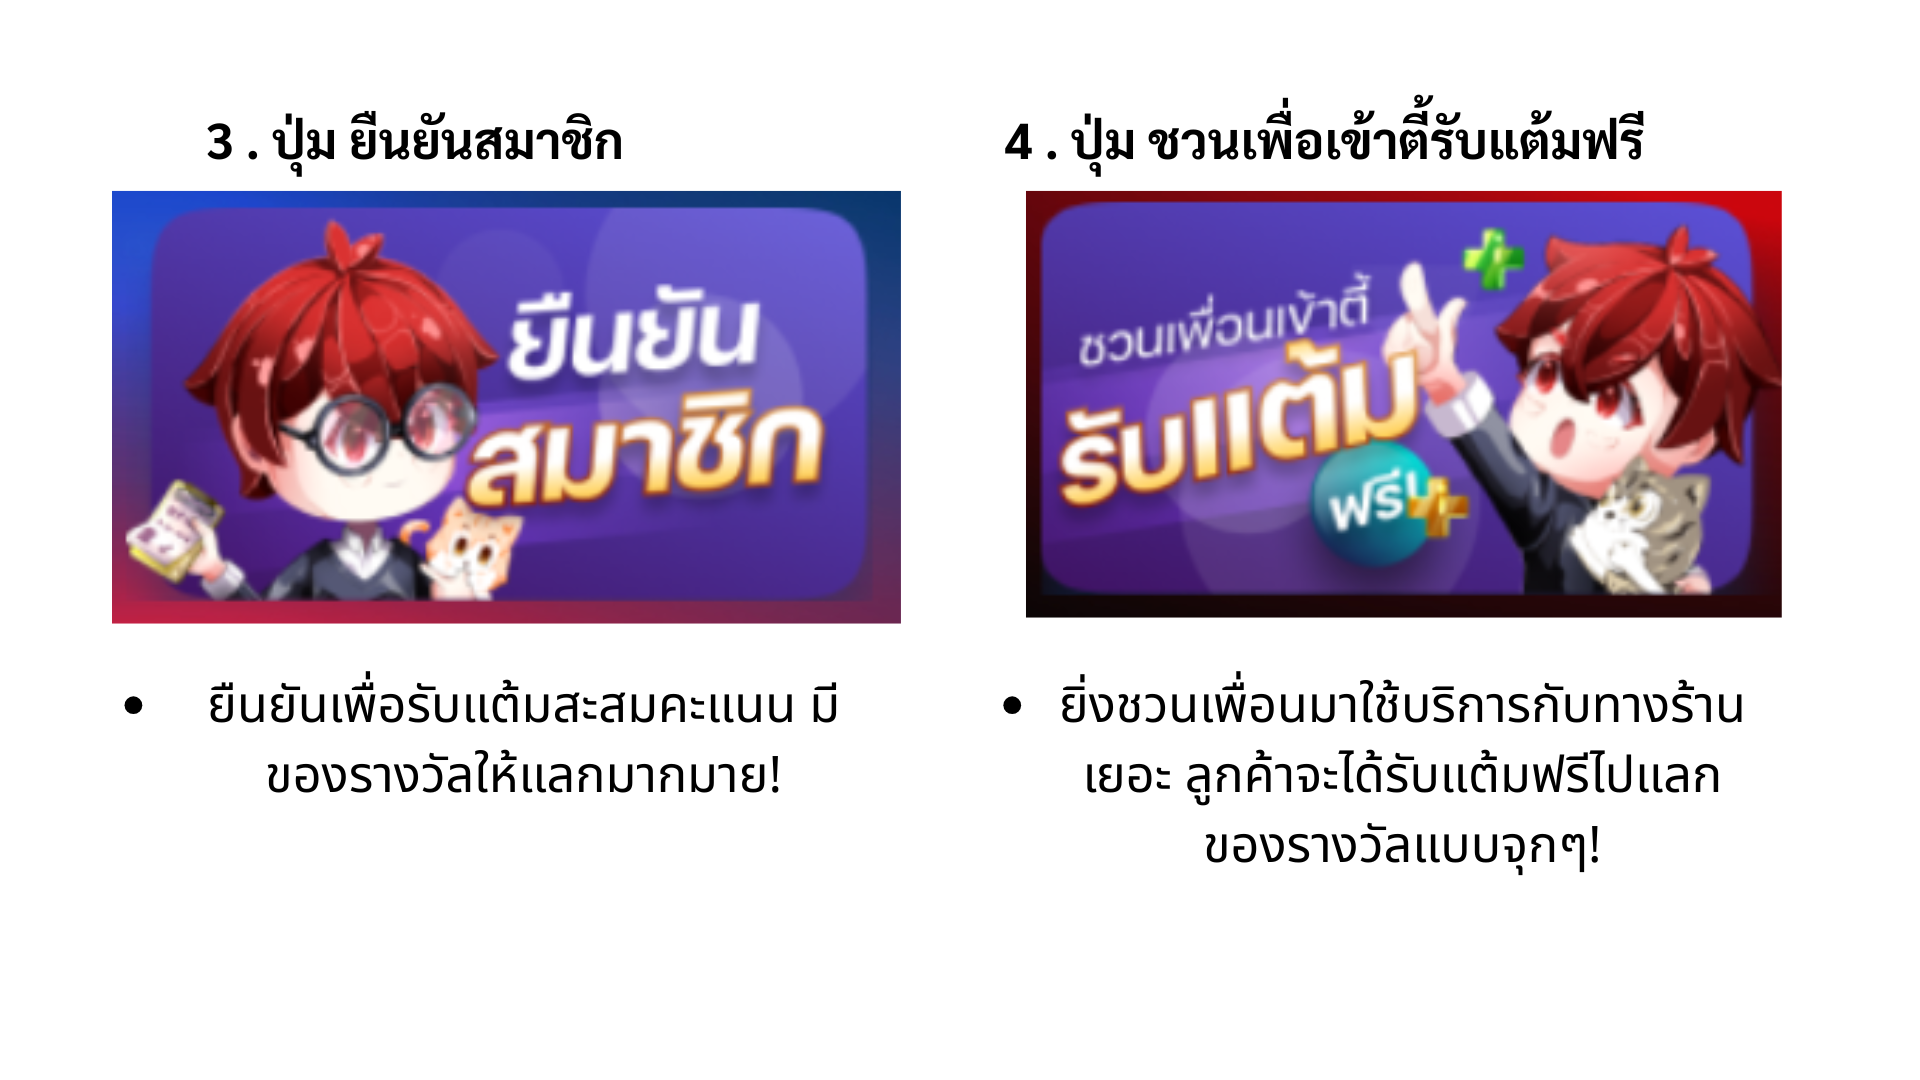 3 . ปุ่ม ยืนยันสมาชิก
ยืนยัน
สมาชิก
• ยืนยันเพื่อรับแต้มสะสมคะแนน มี
ของรางวัลให้แลกมากมาย!
4 . ปุ่ม ชวนเพื่อเข้าตี้รับแต้มฟรี
ชวนเพื่อนเข้าตี้
รับแต้ม
ฟรี!
• ยิ่งชวนเพื่อนมาใช้บริการกับทางร้าน
เยอะ ลูกค้าจะได้รับแต้มฟรีไปแลก
ของรางวัลแบบจุกๆ!